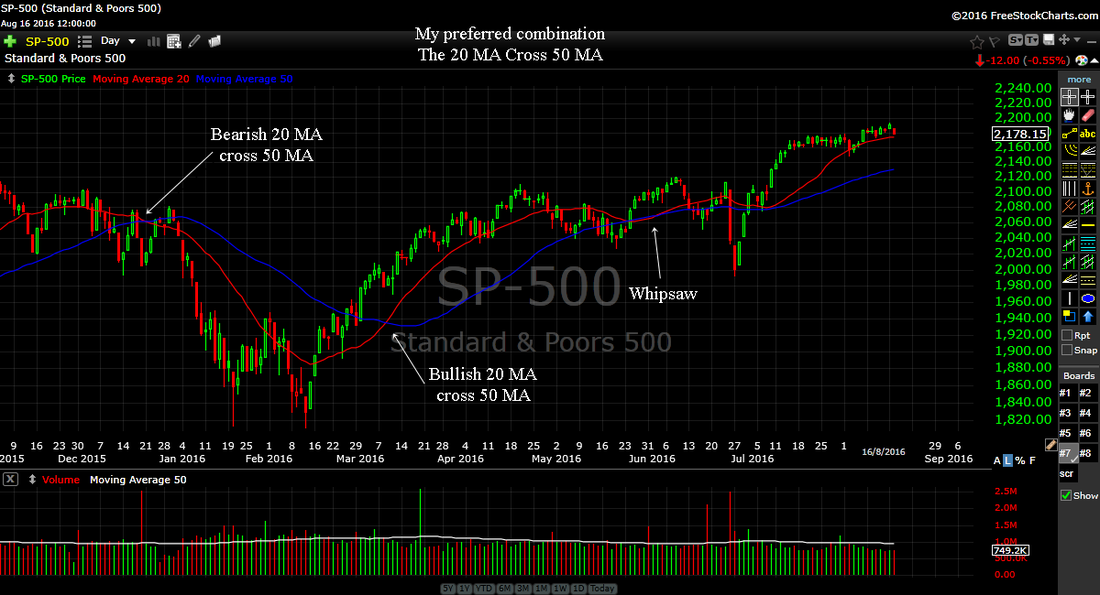 SP-500 (Standard & Poors 500)
Aug 16 2016 12:00:00
©2016 FreeStockCharts.com
SP-500 Day
Standard & Poors 500
My preferred combination
The 20 MA Cross 50 MA
S T
-12.00 (-0.55%)
SP-500 Price Moving Average 20 Moving Average 50
more
Bearish 20 MA
cross 50 MA
Whipsaw
Bullish 20 MA
cross 50 MA
SP-500
Standard & Poors 500
2,240.00
2,220.00
2,200.00
2,178.15
2,160.00
2,140.00
2,120.00
2,100.00
2,080.00
2,060.00
2,040.00
2,020.00
2,000.00
1,980.00
1,960.00
1,940.00
1,920.00
1,900.00
1,880.00
1,860.00
1,840.00
1,820.00
abc
Rpt
Snap
Boards
#1 #2
#3 #4
#5 #6
#7 #8
scr
Show
9 16 23 30 7 14 21 28 4 11 19 25 1 8 16 22 29 7 14 21 28 4 11 18 25 2 9 16 23 31 6 13 20 27 5 11 18 25 1 16/8/2016 29 6
2015 Dec 2015 Jan 2016 Feb 2016 Mar 2016 Apr 2016 May 2016 Jun 2016 Jul 2016 Sep 2016
A L % F
X Volume Moving Average 50
2.5M
2.0M
1.5M
1.0M
749.2K
500.0K
0.00
5Y 1Y YTD 6M 3M 1M 1W 1D Today